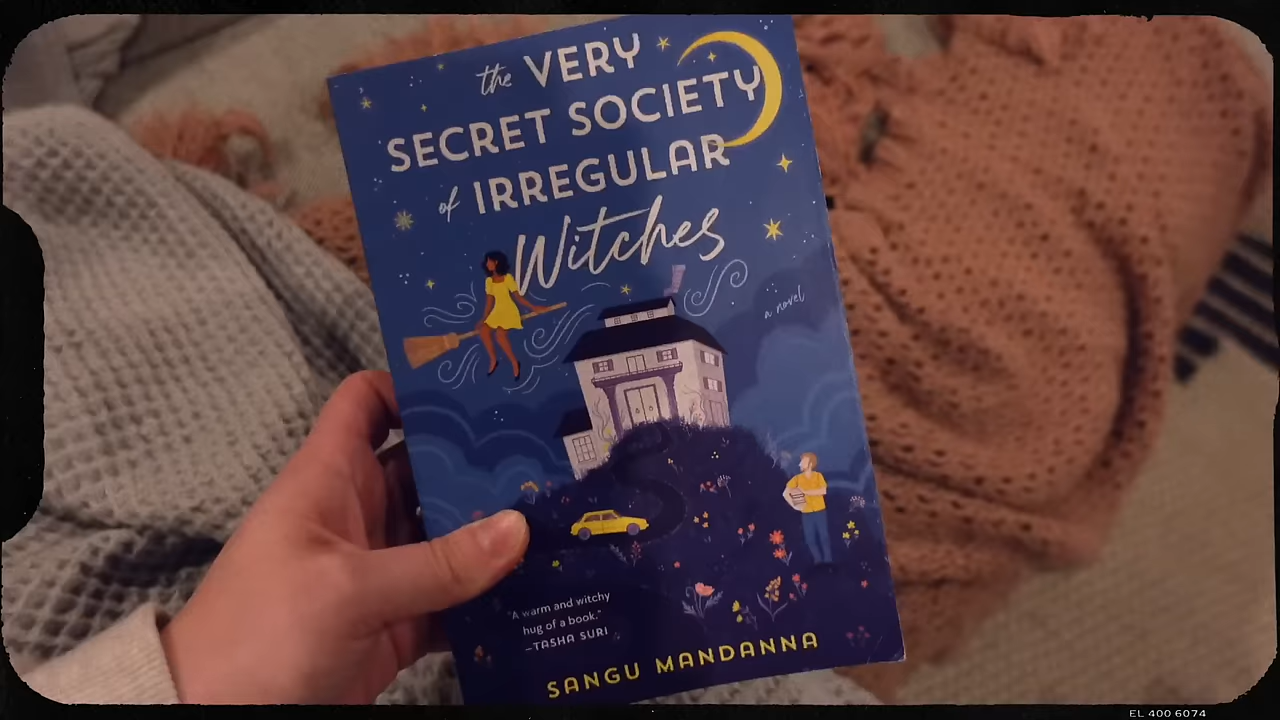 the VERY
SECRET SOCIETY
of IRREGULAR
Witches
a novel
"A warm and witchy
hug of a book."
–TASHA SURI
SANGU MANDANNA
EL 400 6074